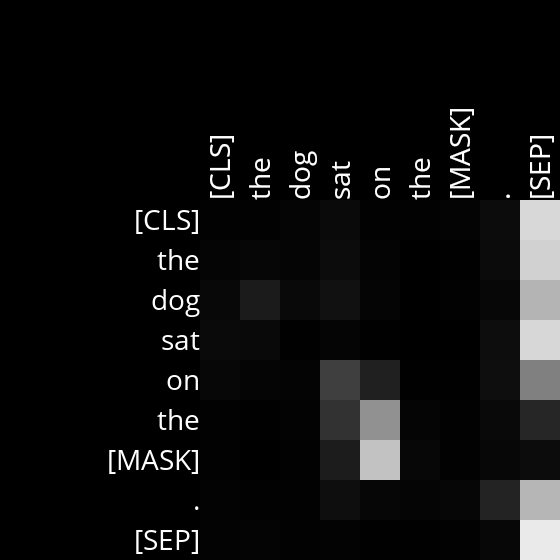 [CLS] the dog sat on the [MASK] . [SEP]
[CLS]
the
dog
sat
on
the
[MASK]
.
[SEP]